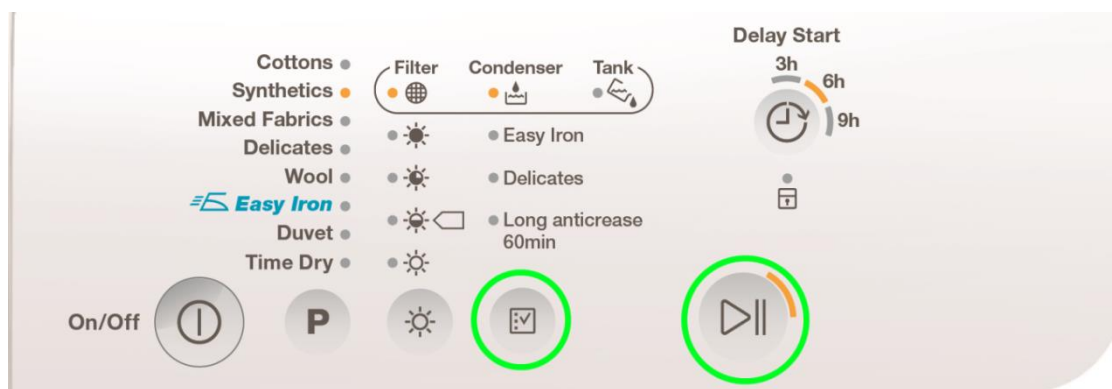 Delay Start
3h
6h
9h
Cottons
Synthetics
Mixed Fabrics
Delicates
Wool
Easy Iron
Duvet
Time Dry
Filter
Condenser
Tank
Easy Iron
Delicates
Long anticrease
60min
On/Off
P